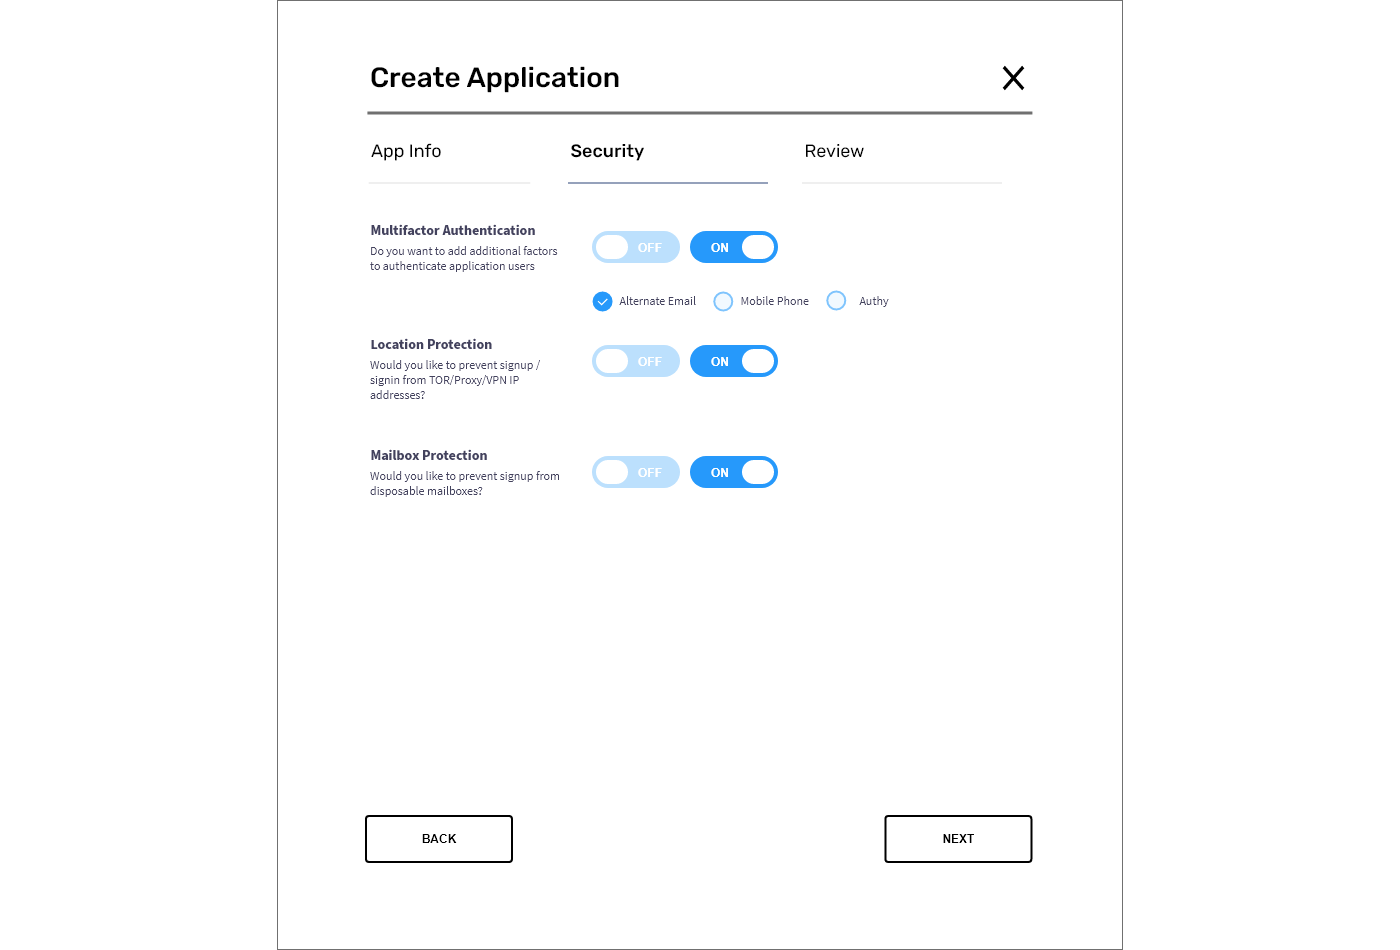 Create Application
App Info
Security
Review
Multifactor Authentication
Do you want to add additional factors
to authenticate application users
OFF
ON
Alternate Email
Mobile Phone
Authy
Location Protection
Would you like to prevent signup /
signin from TOR/Proxy/VPN IP
addresses?
OFF
ON
Mailbox Protection
Would you like to prevent signup from
disposable mailboxes?
OFF
ON
BACK
NEXT